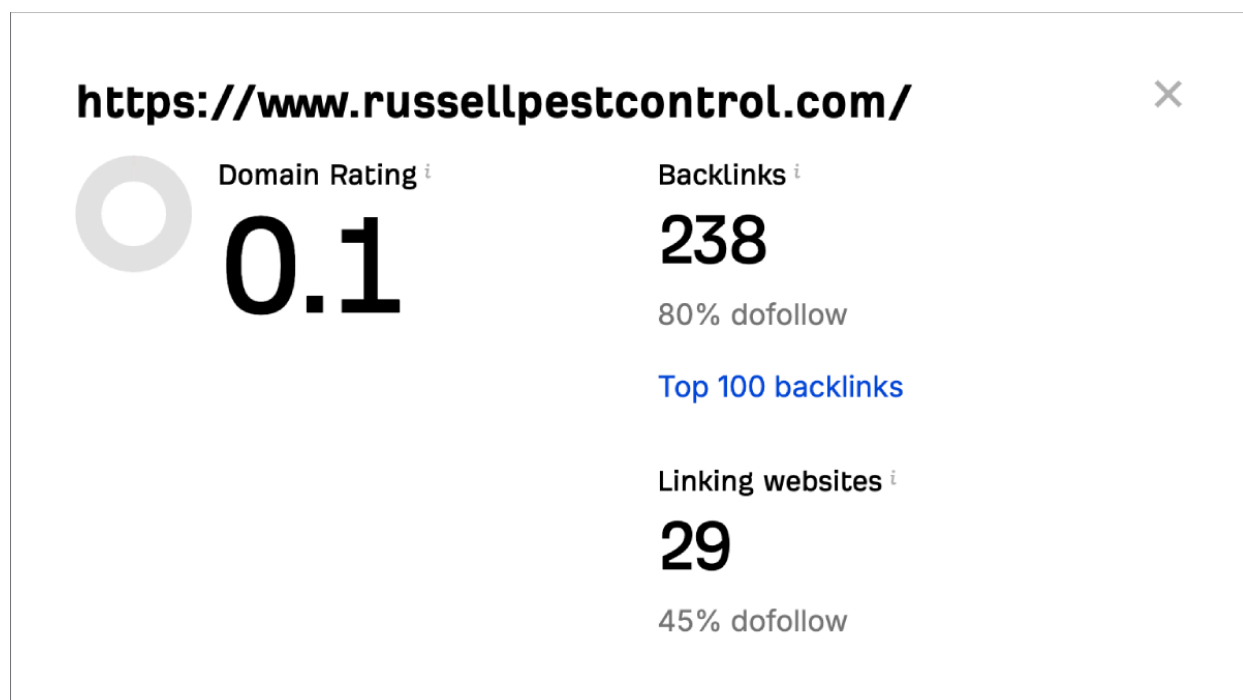 https://www.russellpestcontrol.com/
Domain Rating i
0.1
Backlinks i
238
80% dofollow
Top 100 backlinks
Linking websites i
29
45% dofollow